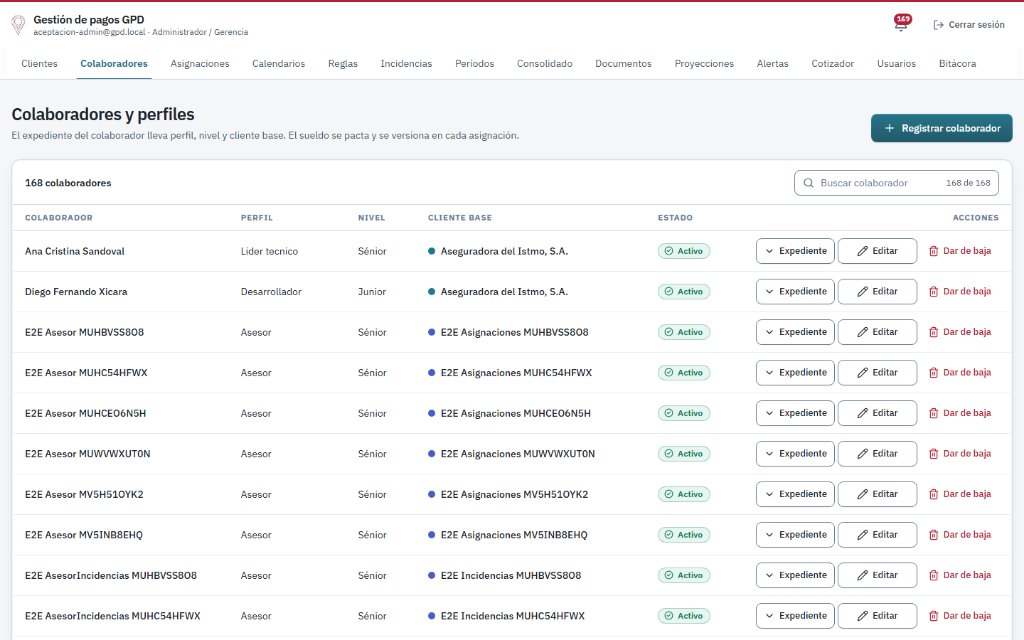 Gestión de pagos GPD
aceptacion-admin@gpd.local · Administrador / Gerencia
169
Cerrar sesión
Clientes Colaboradores Asignaciones Calendarios Reglas Incidencias Períodos Consolidado Documentos Proyecciones Alertas Cotizador Usuarios Bitácora
Colaboradores y perfiles
El expediente del colaborador lleva perfil, nivel y cliente base. El sueldo se pacta y se versiona en cada asignación.
Registrar colaborador
168 colaboradores
Buscar colaborador 168 de 168
COLABORADOR PERFIL NIVEL CLIENTE BASE ESTADO ACCIONES
Ana Cristina Sandoval Lider tecnico Sénior Aseguradora del Istmo, S.A. Activo Expediente Editar Dar de baja
Diego Fernando Xicara Desarrollador Junior Aseguradora del Istmo, S.A. Activo Expediente Editar Dar de baja
E2E Asesor MUHBVSS8O8 Asesor Sénior E2E Asignaciones MUHBVSS8O8 Activo Expediente Editar Dar de baja
E2E Asesor MUHC54HFWX Asesor Sénior E2E Asignaciones MUHC54HFWX Activo Expediente Editar Dar de baja
E2E Asesor MUHCEO6N5H Asesor Sénior E2E Asignaciones MUHCEO6N5H Activo Expediente Editar Dar de baja
E2E Asesor MUWVWXUT0N Asesor Sénior E2E Asignaciones MUWVWXUT0N Activo Expediente Editar Dar de baja
E2E Asesor MV5H51OYK2 Asesor Sénior E2E Asignaciones MV5H51OYK2 Activo Expediente Editar Dar de baja
E2E Asesor MV5INB8EHQ Asesor Sénior E2E Asignaciones MV5INB8EHQ Activo Expediente Editar Dar de baja
E2E AsesorIncidencias MUHBVSS8O8 Asesor Sénior E2E Incidencias MUHBVSS8O8 Activo Expediente Editar Dar de baja
E2E AsesorIncidencias MUHC54HFWX Asesor Sénior E2E Incidencias MUHC54HFWX Activo Expediente Editar Dar de baja